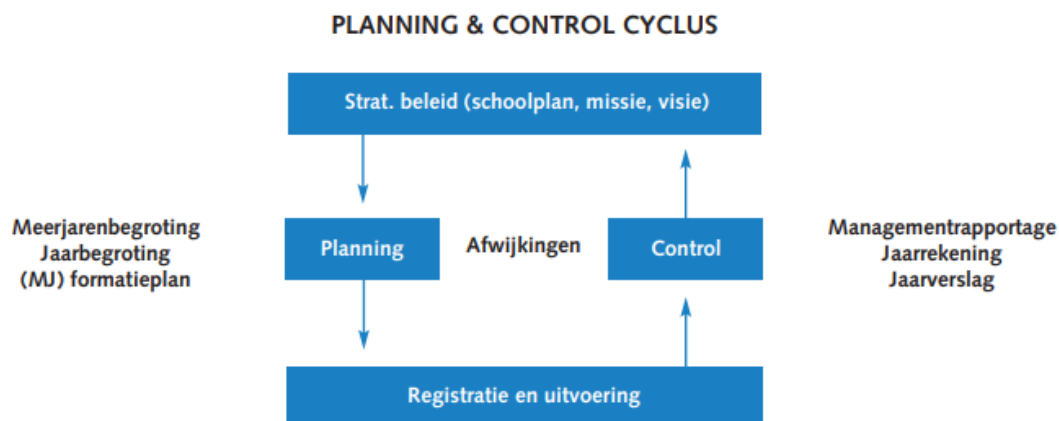 PLANNING & CONTROL CYCLUS
Strat. beleid (schoolplan, missie, visie)
Meerjarenbegroting
Jaarbegroting
(MJ) formatieplan
Planning
Afwijkingen
Control
Managementrapportage
Jaarrekening
Jaarverslag
Registratie en uitvoering